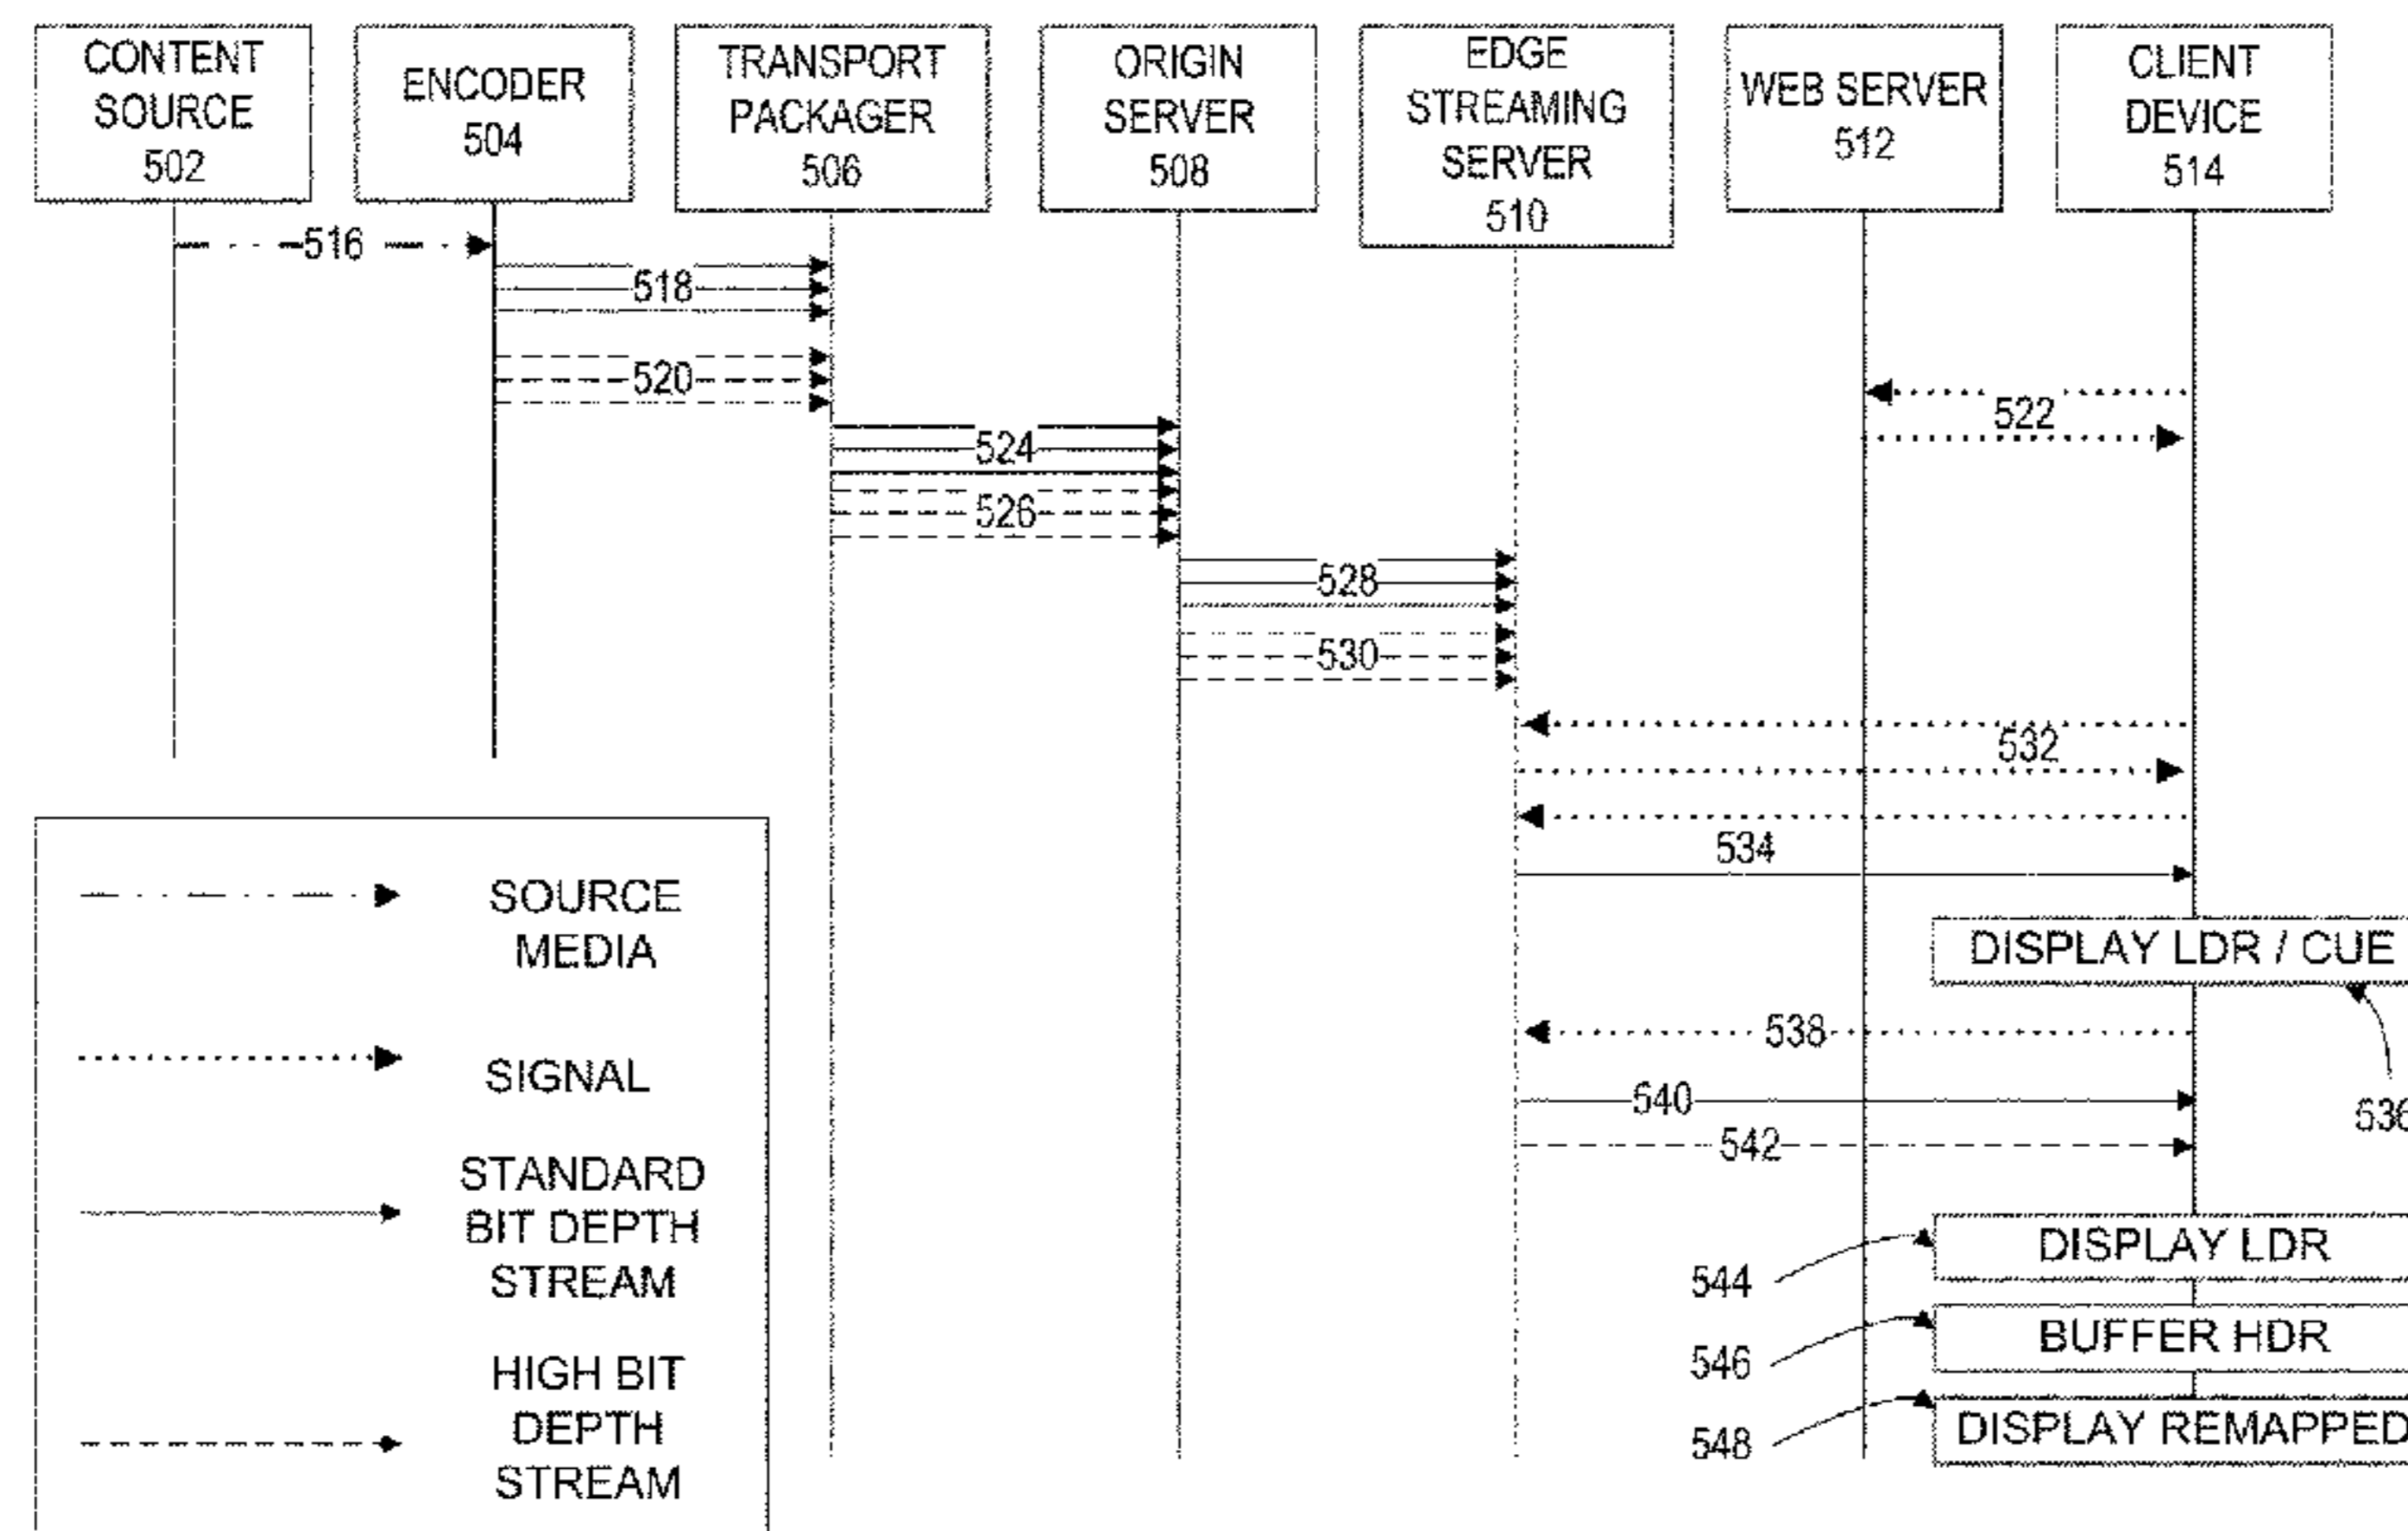 CONTENT
SOURCE
502
ENCODER
504
TRANSPORT
PACKAGER
506
ORIGIN
SERVER
508
EDGE
STREAMING
SERVER
510
WEB SERVER
512
CLIENT
DEVICE
514
516
518
520
522
524
526
528
530
532
534
DISPLAY LDR / CUE
536
538
540
542
DISPLAY LDR
544
BUFFER HDR
546
DISPLAY REMAPPED
548
SOURCE
MEDIA
SIGNAL
STANDARD
BIT DEPTH
STREAM
HIGH BIT
DEPTH
STREAM